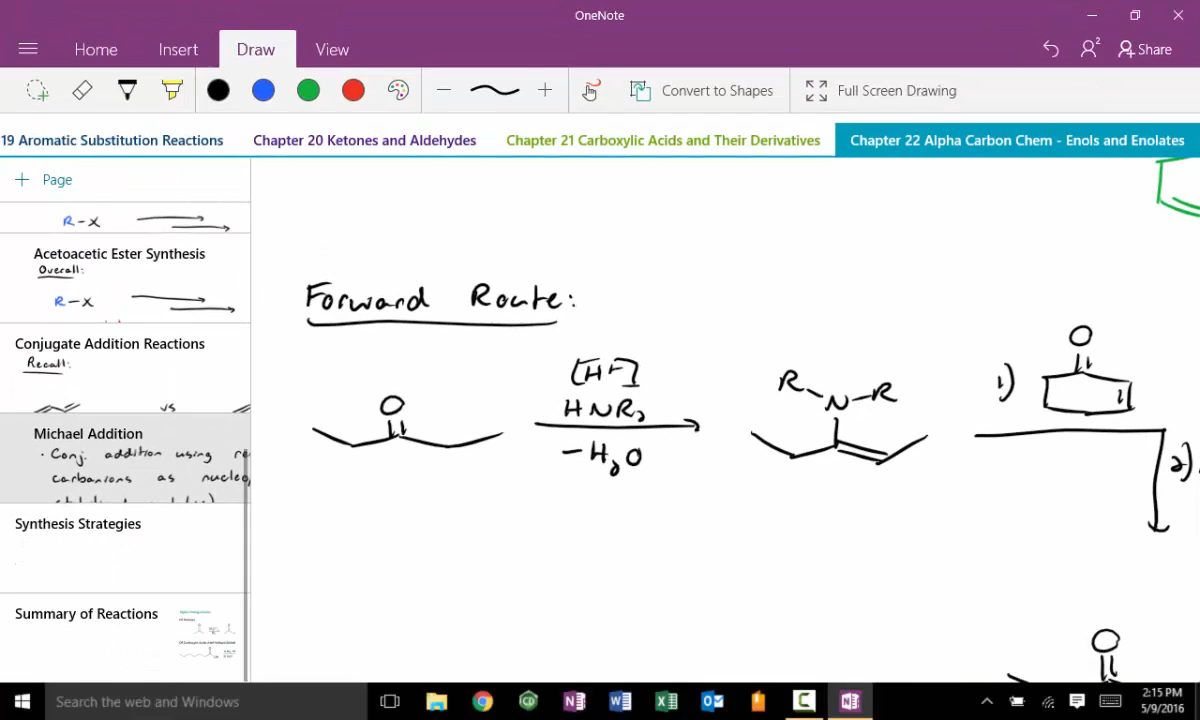 OneNote
Home Insert Draw View
Share
Convert to Shapes Full Screen Drawing
19 Aromatic Substitution Reactions Chapter 20 Ketones and Aldehydes Chapter 21 Carboxylic Acids and Their Derivatives Chapter 22 Alpha Carbon Chem - Enols and Enolates
+ Page
R-X
Acetoacetic Ester Synthesis
Overall:
R-X
Conjugate Addition Reactions
Recall:
vs
Michael Addition
• Conj. addition using
carbanions as
Synthesis Strategies
Summary of Reactions
Forward Route:
O
[H+]
HNR₂
-H₂O
R N R
1)
O
2)
O
Search the web and Windows
2:15 PM
5/9/2016